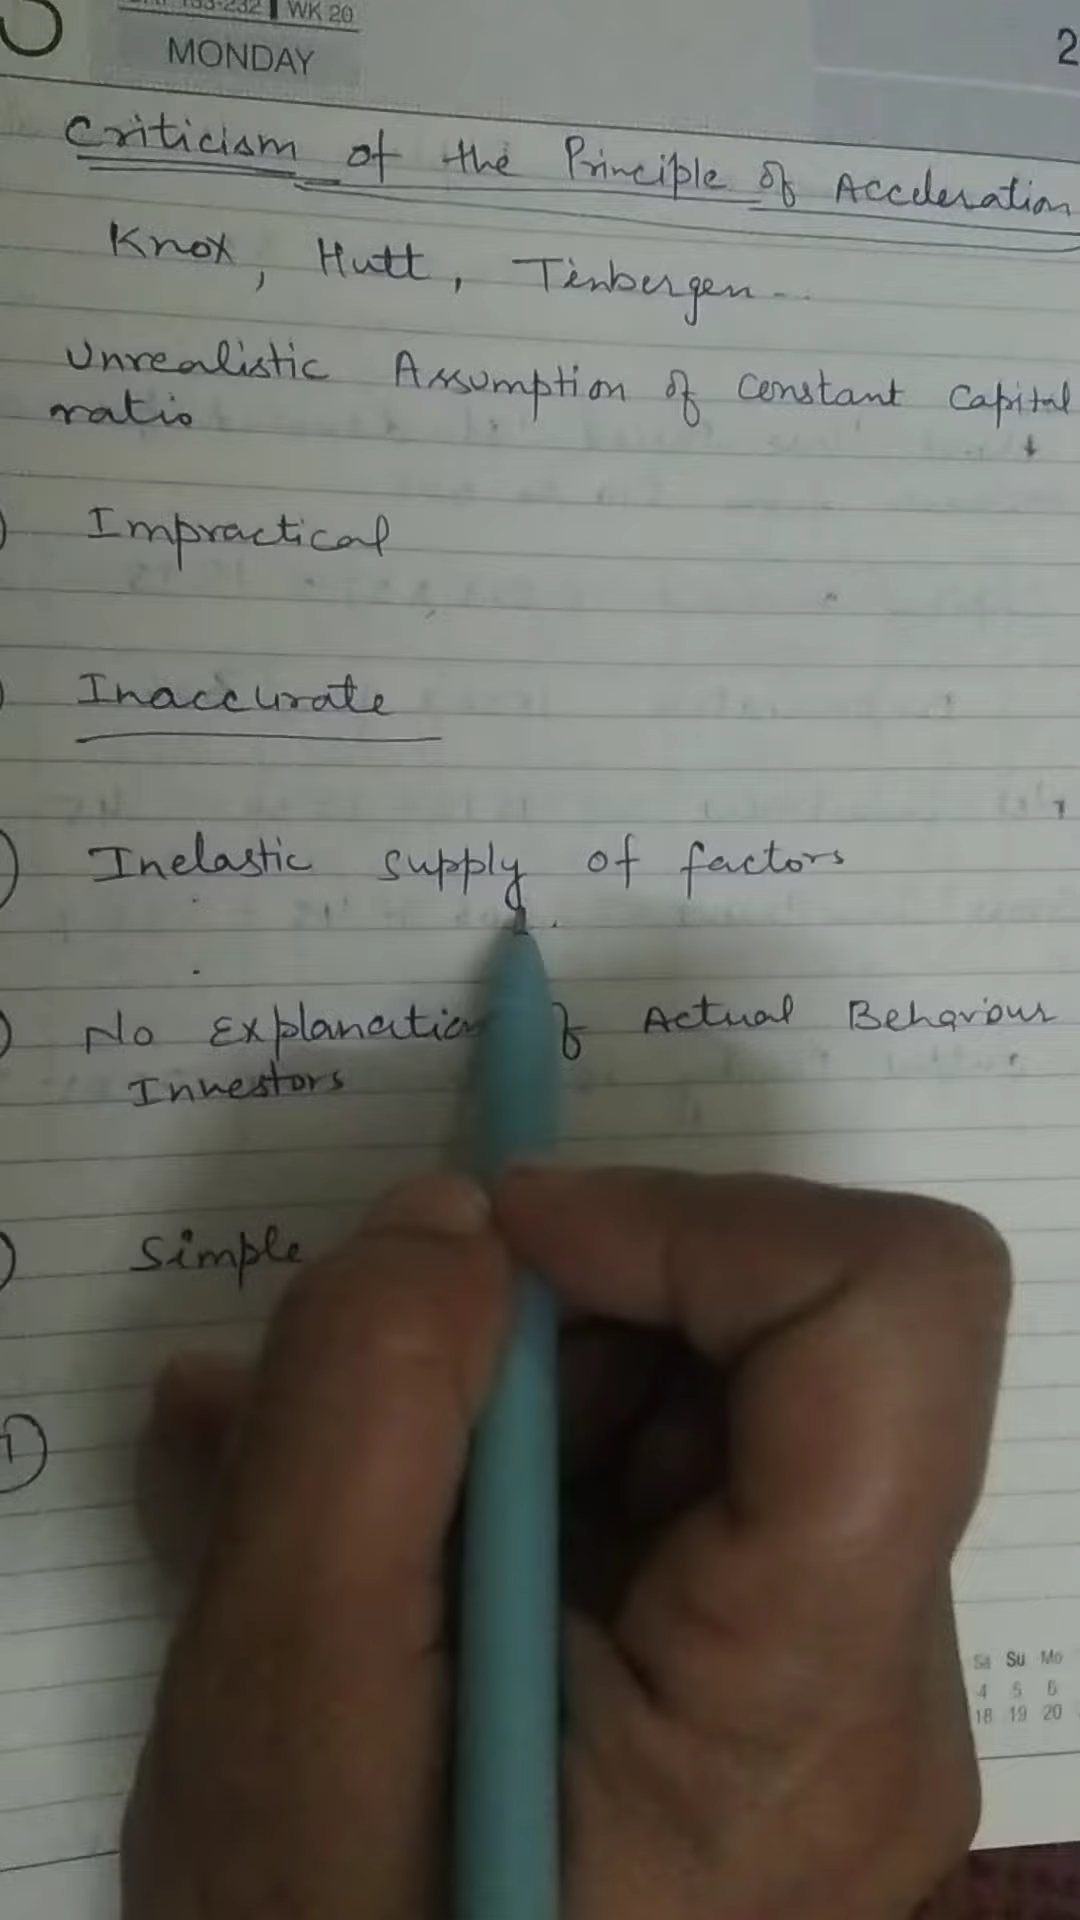 WK 20
MONDAY
2
Criticism of the Principle of Acceleration
Knox, Hutt, Tinbergen --
Unrealistic Assumption of constant Capital
ratio
Impractical
Inaccurate
Inelastic supply of factors
No Explanation of Actual Behaviour
Investors
Simple
Sa Su Mo
4 5 6
18 19 20